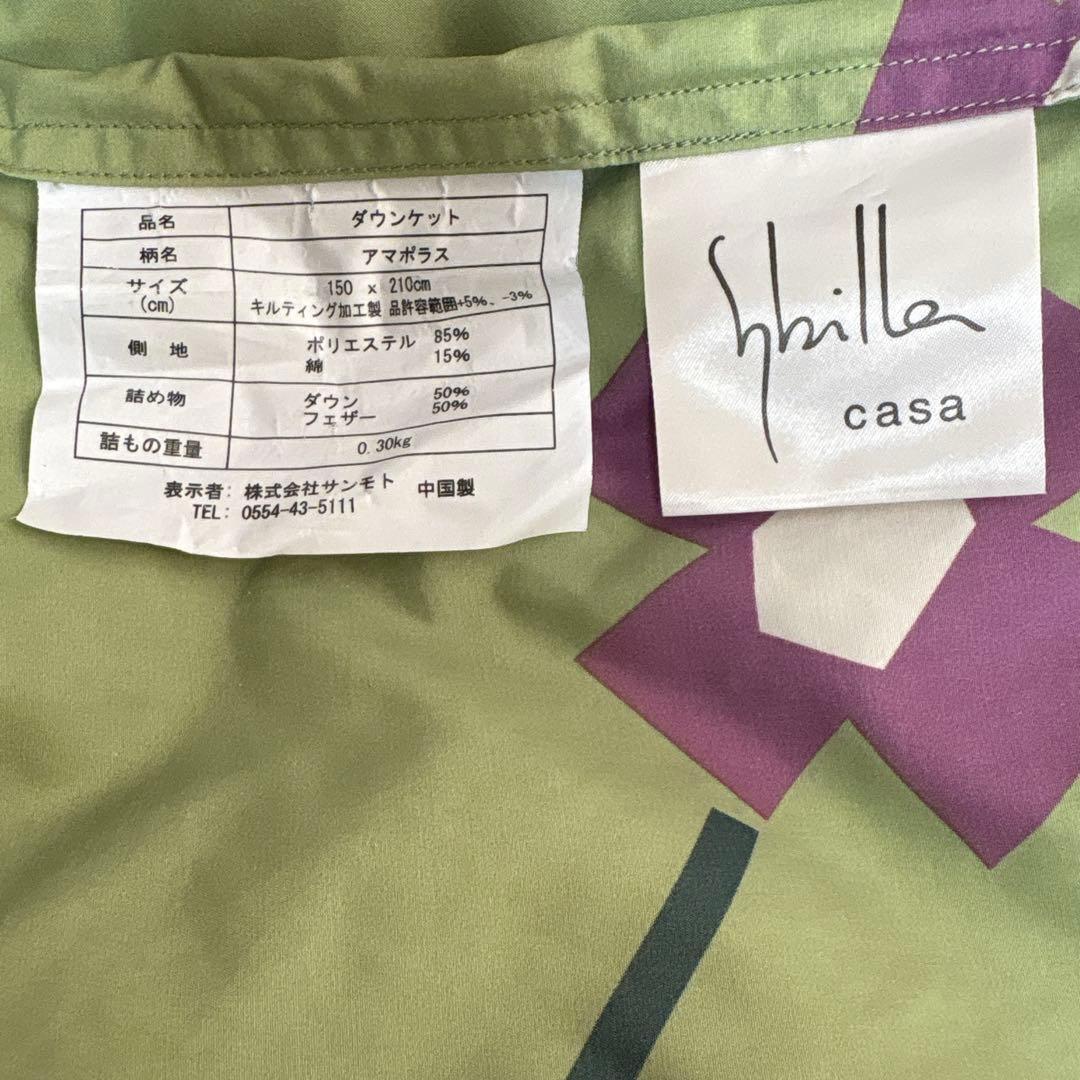 品名 ダウンケット
柄名 アマポラス
サイズ(cm) 150 x 210cm
キルティング加工製 品許容範囲+5%、-3%
側 地 ポリエステル 85%
綿 15%
詰め物 ダウン 50%
フェザー 50%
詰もの重量 0.30kg
表示者: 株式会社サンモト 中国製
TEL: 0554-43-5111
Sybilla
casa